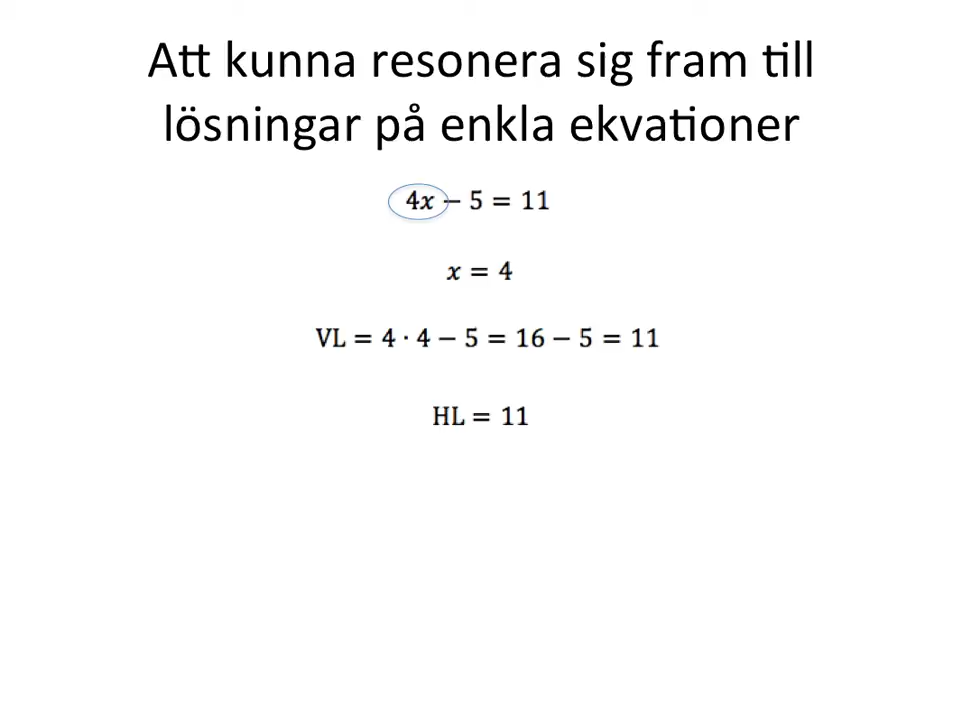 Att kunna resonera sig fram till
lösningar på enkla ekvationer
4x − 5 = 11
x = 4
VL = 4 · 4 − 5 = 16 − 5 = 11
HL = 11